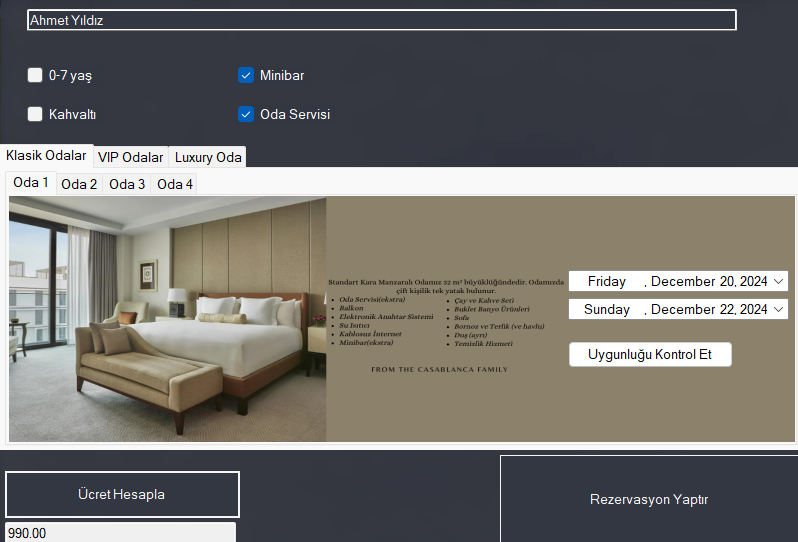 Ahmet Yıldız
0-7 yaş
Minibar
Kahvaltı
Oda Servisi
Klasik Odalar
VIP Odalar
Luxury Oda
Oda 1
Oda 2
Oda 3
Oda 4
Standart Kara Manzaralı Odamız 32 m² büyüklüğündedir. Odamızda
çift kişilik tek yatak bulunur.
Oda Servisi(ekstra)
Balkon
Elektronik Anahtar Sistemi
Su Isıtıcı
Kablosuz İnternet
Minibar(ekstra)
Çay ve Kahve Seti
Buklet Banyo Ürünleri
Sofa
Bornoz ve Terlik (ve havlu)
Duş (ayrı)
Temizlik Hizmeti
FROM THE CASABLANCA FAMILY
Friday , December 20, 2024
Sunday , December 22, 2024
Uygunluğu Kontrol Et
Ücret Hesapla
990.00
Rezervasyon Yaptır